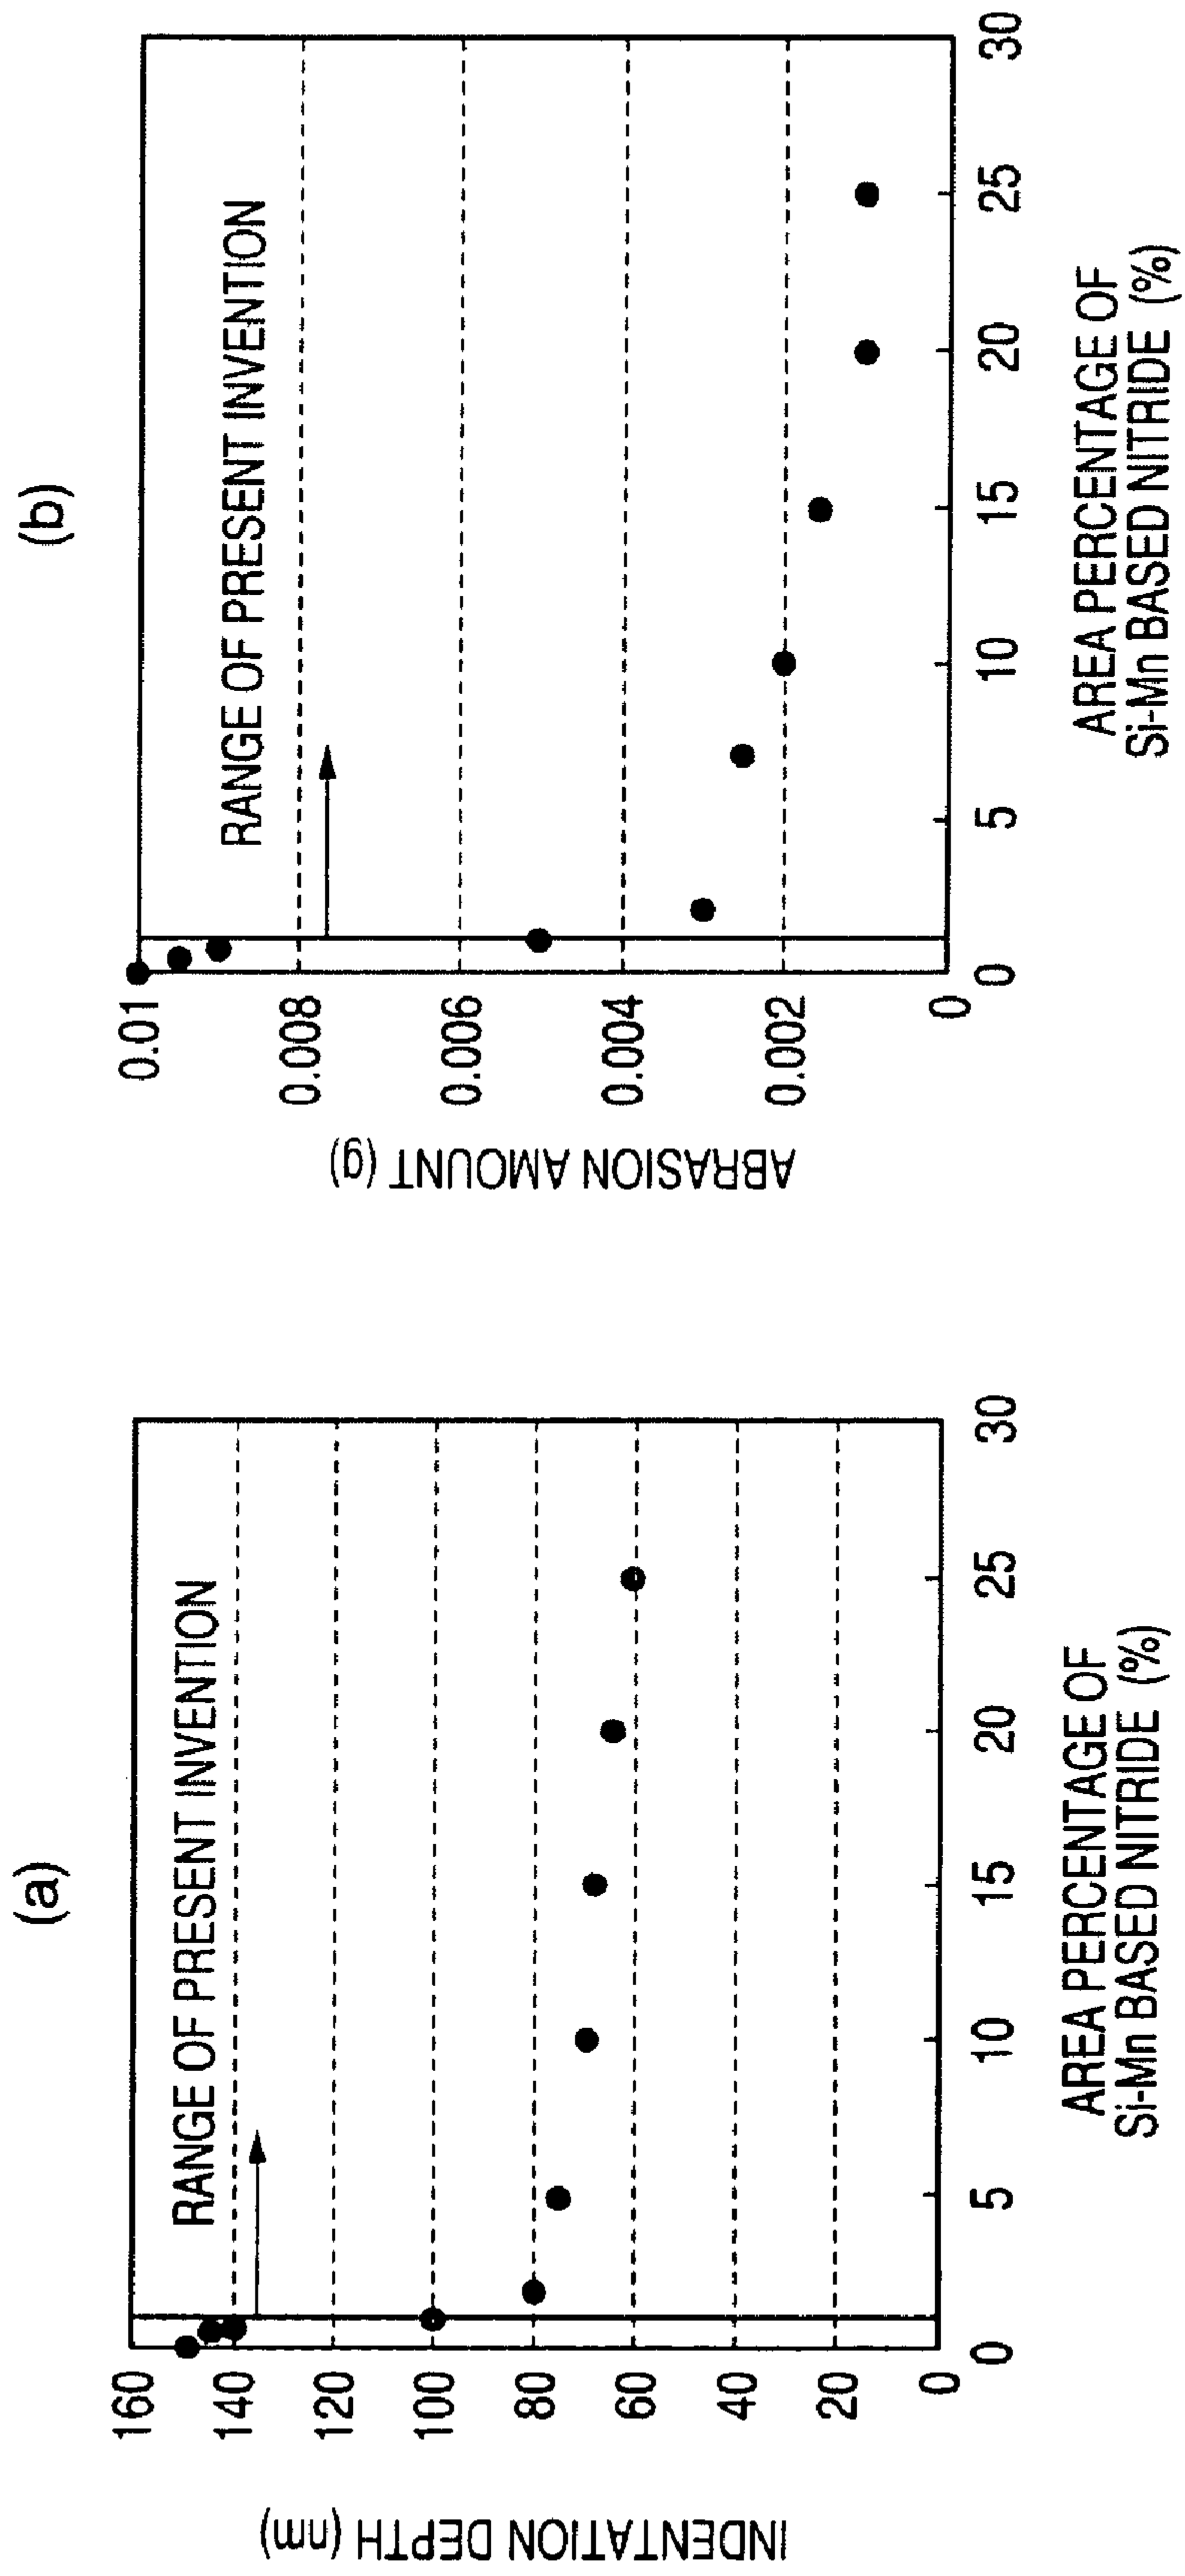 (a)
RANGE OF PRESENT INVENTION
160
140
120
100
80
60
40
20
0
INDENTATION DEPTH (nm)
0 5 10 15 20 25 30
AREA PERCENTAGE OF
Si-Mn BASED NITRIDE (%)
(b)
RANGE OF PRESENT INVENTION
0.01
0.008
0.006
0.004
0.002
0
ABRASION AMOUNT (g)
0 5 10 15 20 25 30
AREA PERCENTAGE OF
Si-Mn BASED NITRIDE (%)